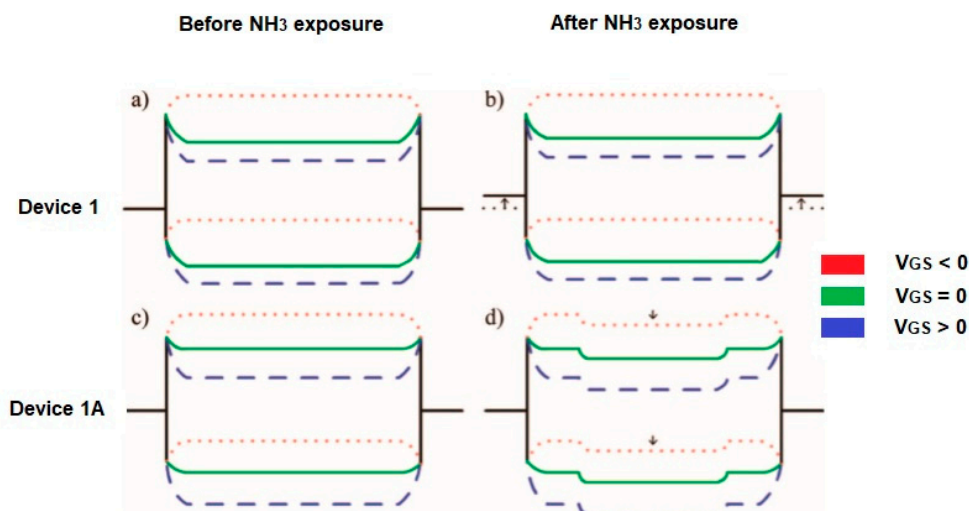 Before NH3 exposure
After NH3 exposure
a)
b)
Device 1
VGS < 0
VGS = 0
VGS > 0
c)
d)
Device 1A